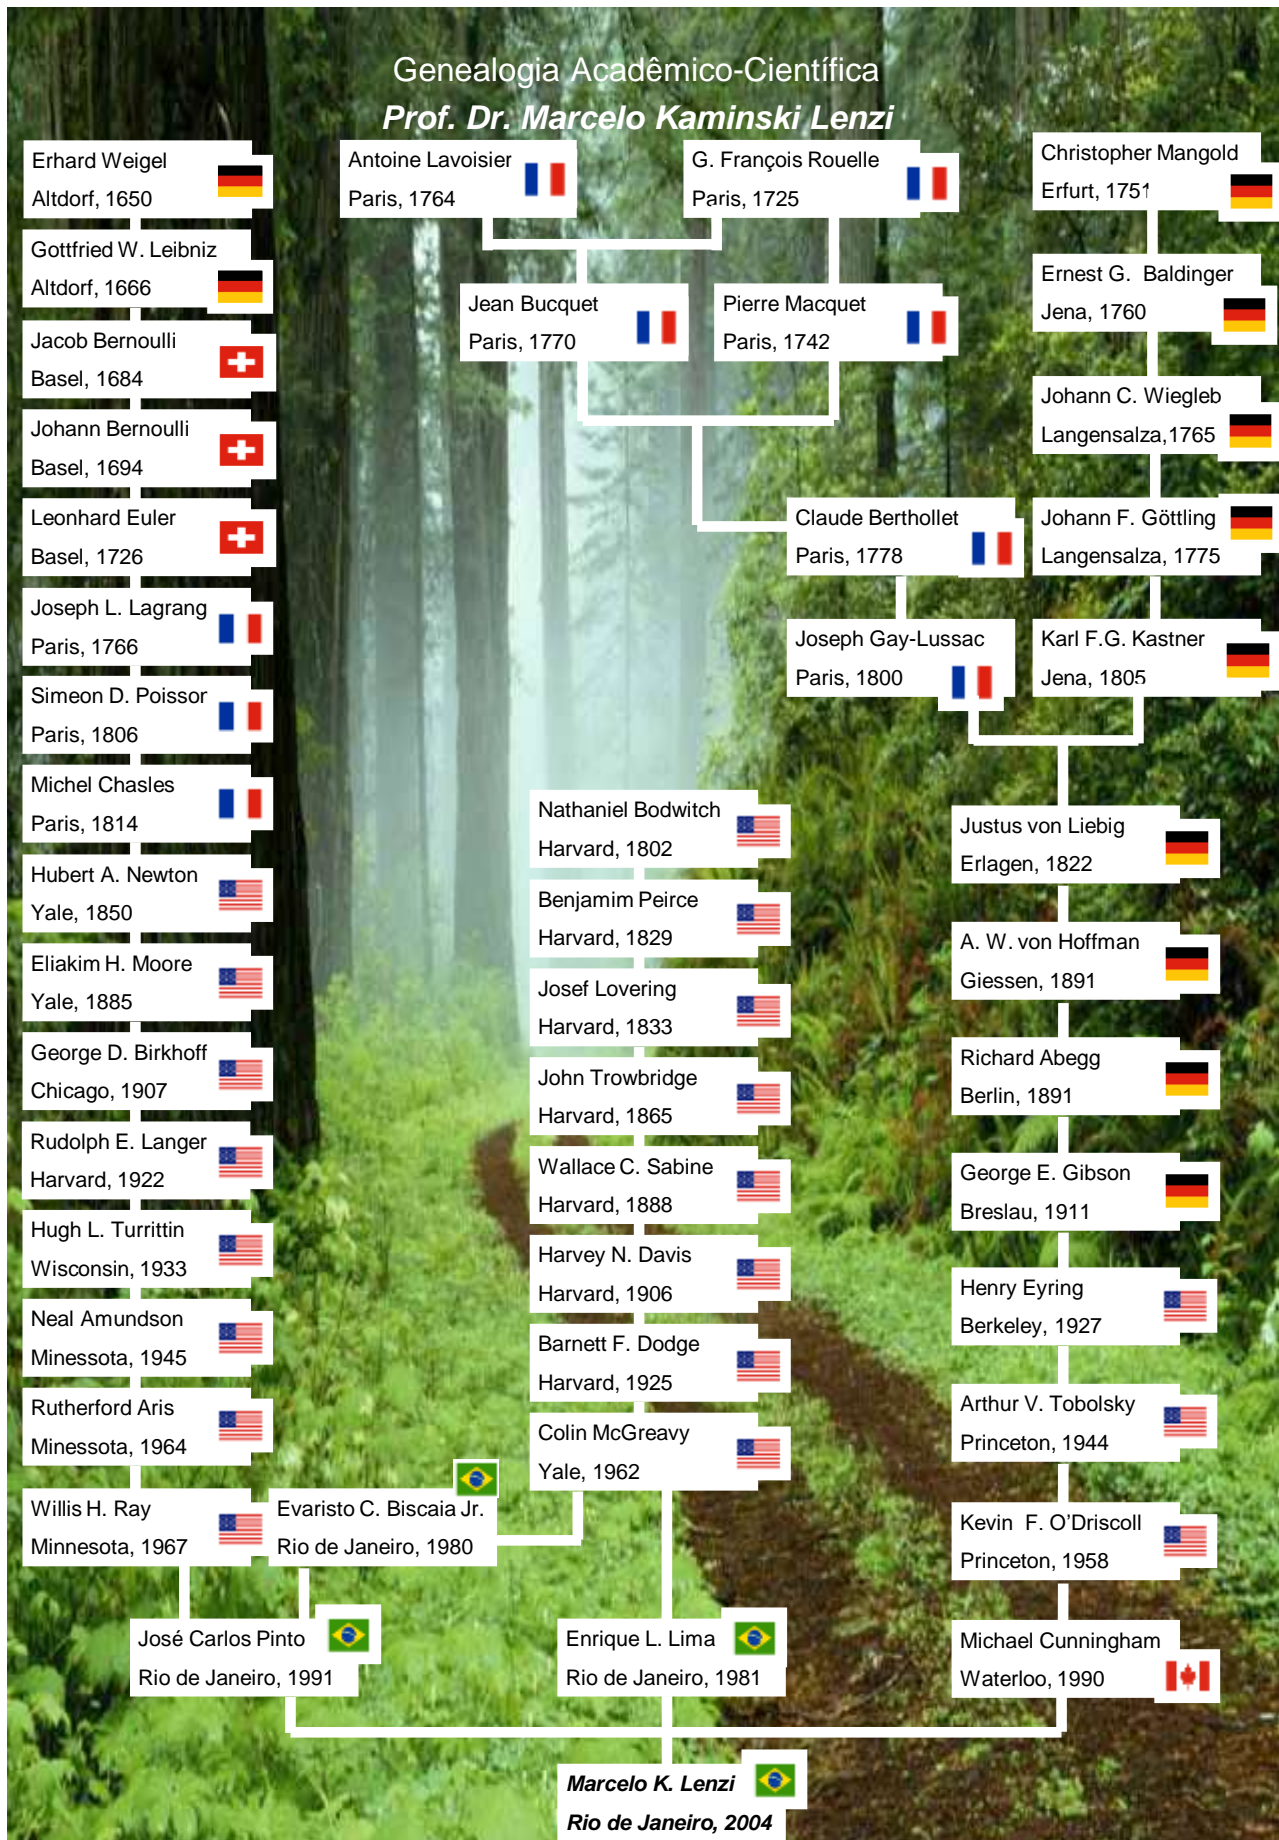 Genealogia Acadêmico-Científica
Prof. Dr. Marcelo Kaminski Lenzi
Erhard Weigel
Altdorf, 1650
Gottfried W. Leibniz
Altdorf, 1666
Jacob Bernoulli
Basel, 1684
Johann Bernoulli
Basel, 1694
Leonhard Euler
Basel, 1726
Joseph L. Lagrang
Paris, 1766
Simeon D. Poisson
Paris, 1806
Michel Chasles
Paris, 1814
Hubert A. Newton
Yale, 1850
Eliakim H. Moore
Yale, 1885
George D. Birkhoff
Chicago, 1907
Rudolph E. Langer
Harvard, 1922
Hugh L. Turrittin
Wisconsin, 1933
Neal Amundson
Minessota, 1945
Rutherford Aris
Minessota, 1964
Willis H. Ray
Minnesota, 1967
Evaristo C. Biscaia Jr.
Rio de Janeiro, 1980
José Carlos Pinto
Rio de Janeiro, 1991
Antoine Lavoisier
Paris, 1764
G. François Rouelle
Paris, 1725
Jean Bucquet
Paris, 1770
Pierre Macquet
Paris, 1742
Claude Berthollet
Paris, 1778
Joseph Gay-Lussac
Paris, 1800
Nathaniel Bodwitch
Harvard, 1802
Benjamim Peirce
Harvard, 1829
Josef Lovering
Harvard, 1833
John Trowbridge
Harvard, 1865
Wallace C. Sabine
Harvard, 1888
Harvey N. Davis
Harvard, 1906
Barnett F. Dodge
Harvard, 1925
Colin McGreavy
Yale, 1962
Enrique L. Lima
Rio de Janeiro, 1981
Christopher Mangold
Erfurt, 1751
Ernest G. Baldinger
Jena, 1760
Johann C. Wiegleb
Langensalza,1765
Johann F. Göttling
Langensalza, 1775
Karl F.G. Kastner
Jena, 1805
Justus von Liebig
Erlagen, 1822
A. W. von Hoffman
Giessen, 1891
Richard Abegg
Berlin, 1891
George E. Gibson
Breslau, 1911
Henry Eyring
Berkeley, 1927
Arthur V. Tobolsky
Princeton, 1944
Kevin F. O'Driscoll
Princeton, 1958
Michael Cunningham
Waterloo, 1990
Marcelo K. Lenzi
Rio de Janeiro, 2004